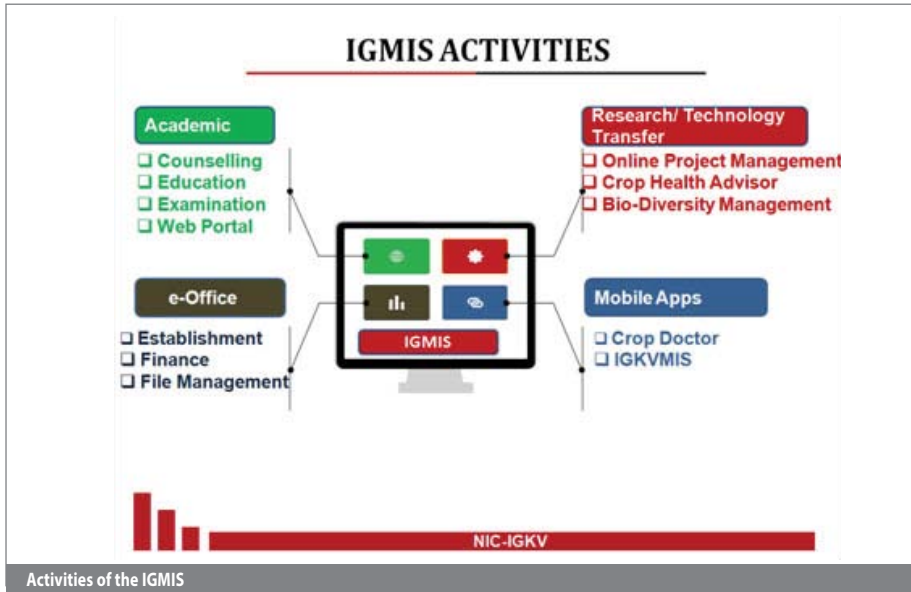 IGMIS ACTIVITIES
Academic
❑ Counselling
❑ Education
❑ Examination
❑ Web Portal
Research/ Technology
Transfer
❑ Online Project Management
❑ Crop Health Advisor
❑ Bio-Diversity Management
e-Office
❑ Establishment
❑ Finance
❑ File Management
Mobile Apps
❑ Crop Doctor
❑ IGKVMIS
IGMIS
NIC-IGKV
Activities of the IGMIS